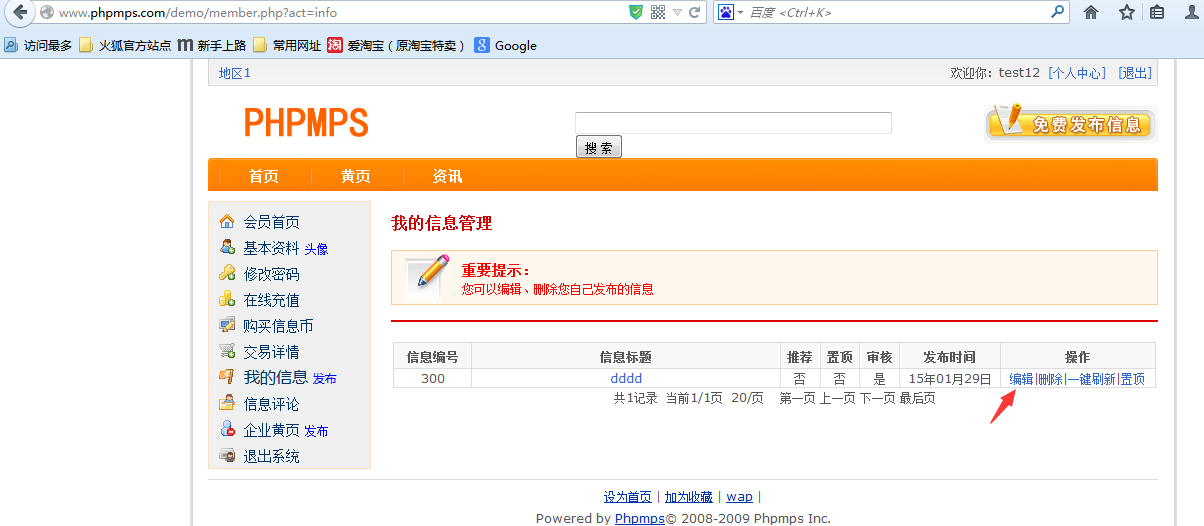 www.phpmps.com/demo/member.php?act=info
百度 <Ctrl+K>
访问最多 火狐官方站点 新手上路 常用网址 淘 爱淘宝（原淘宝特卖） Google
地区1
欢迎你：test12 [个人中心] [退出]
PHPMPS
免费发布信息
搜 索
首页 黄页 资讯
会员首页
基本资料 头像
修改密码
在线充值
购买信息币
交易详情
我的信息 发布
信息评论
企业黄页 发布
退出系统
我的信息管理
重要提示：
您可以编辑、删除您自己发布的信息
信息编号 信息标题 推荐 置顶 审核 发布时间 操作
300 dddd 否 否 是 15年01月29日 编辑|删除|一键刷新|置顶
共1记录 当前1/1页 20/页 第一页 上一页 下一页 最后页
设为首页 | 加为收藏 | wap |
Powered by Phpmps© 2008-2009 Phpmps Inc.